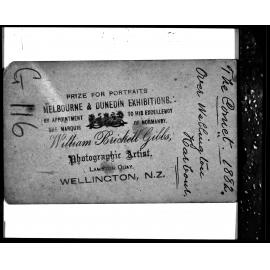 PRIZE FOR PORTRAITS
MELBOURNE & DUNEDIN EXHIBITIONS.
BY APPOINTMENT TO HIS EXCELLENCY
THE MARQUIS OF NORMANBY.
William Brickell Gibbs,
Photographic Artist,
LAMBTON QUAY,
WELLINGTON, N.Z.
G 116
The Comet 1882,
Over Wellington
Harbour.